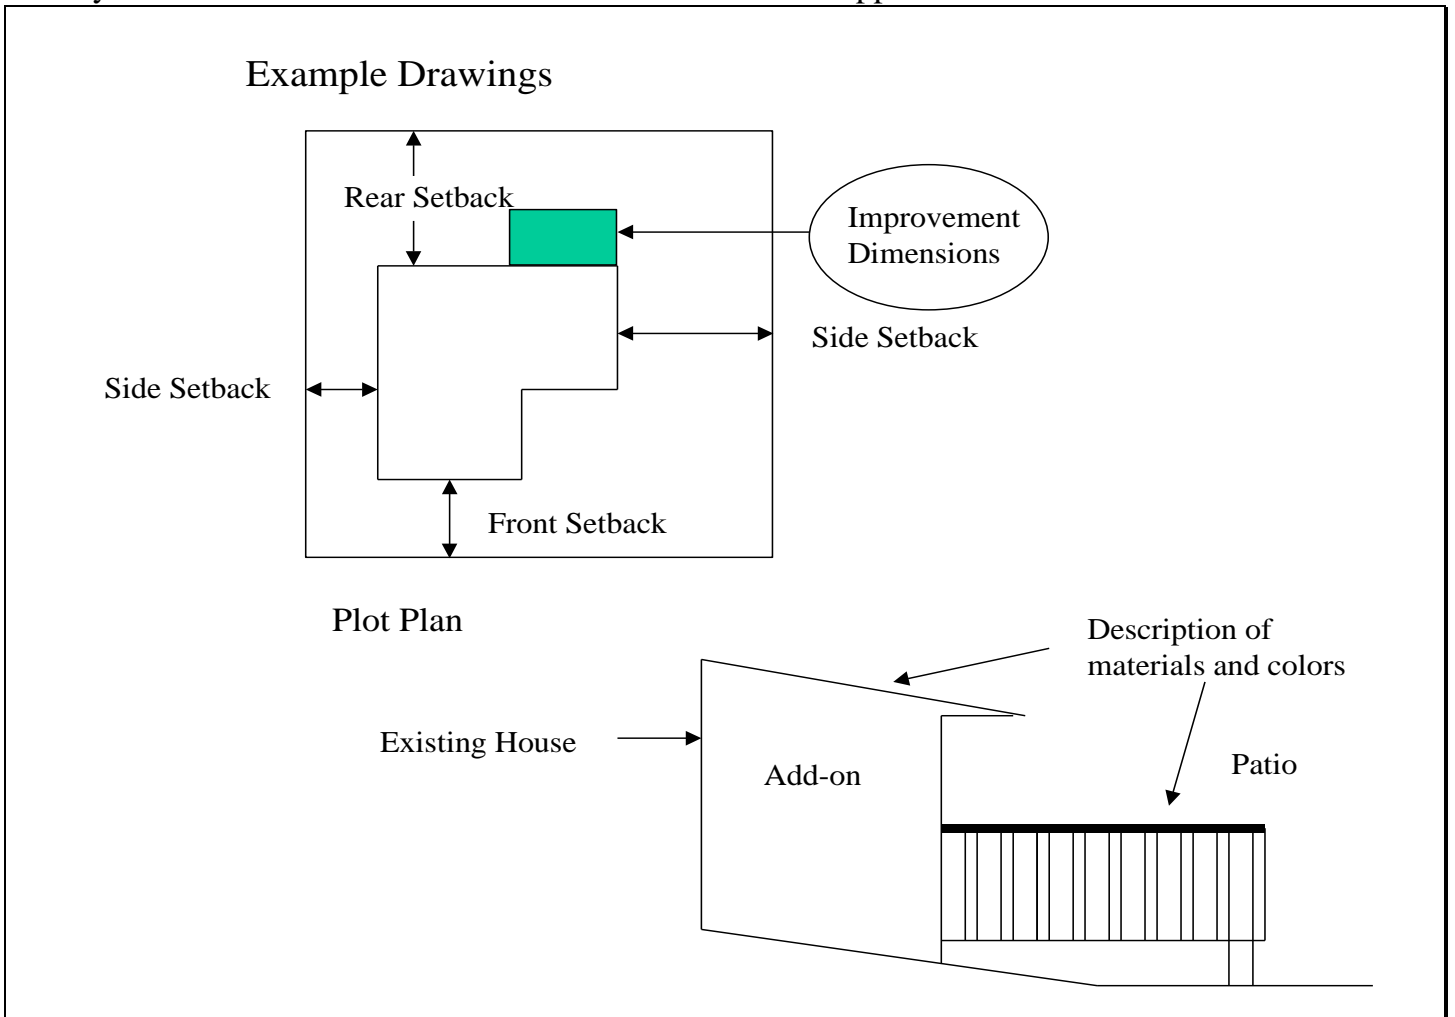 Example Drawings
Rear Setback
Improvement
Dimensions
Side Setback
Side Setback
Front Setback
Plot Plan
Description of
materials and colors
Existing House
Patio
Add-on